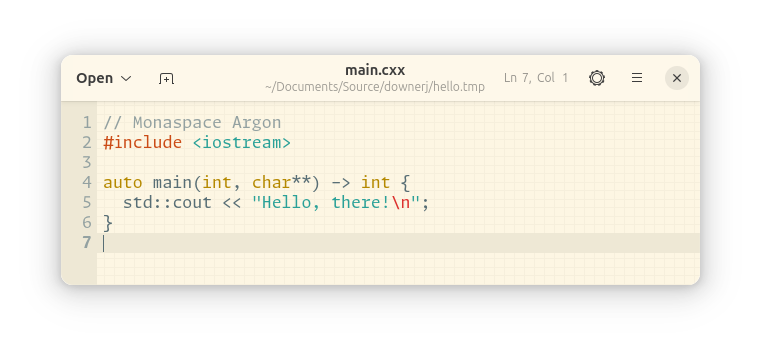 Open
main.cxx
~/Documents/Source/downerj/hello.tmp
Ln 7, Col 1
1 // Monaspace Argon
2 #include <iostream>
3
4 auto main(int, char**) -> int {
5   std::cout << "Hello, there!\n";
6 }
7